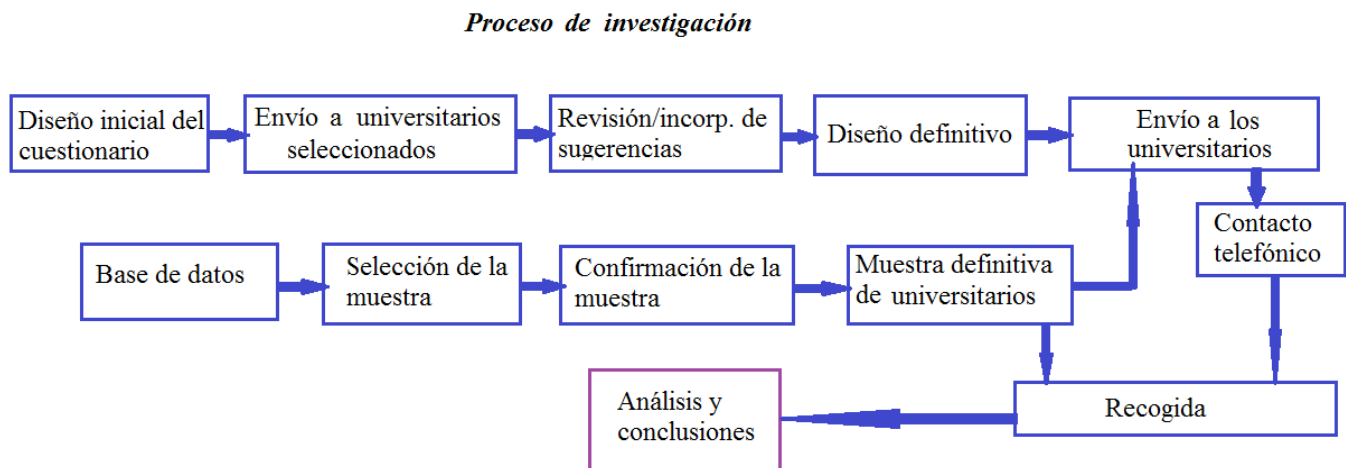 Proceso de investigación
Diseño inicial del
cuestionario
Envío a universitarios
seleccionados
Revisión/incorp. de
sugerencias
Diseño definitivo
Envío a los
universitarios
Contacto
telefónico
Base de datos
Selección de la
muestra
Confirmación de la
muestra
Muestra definitiva
de universitarios
Recogida
Análisis y
conclusiones